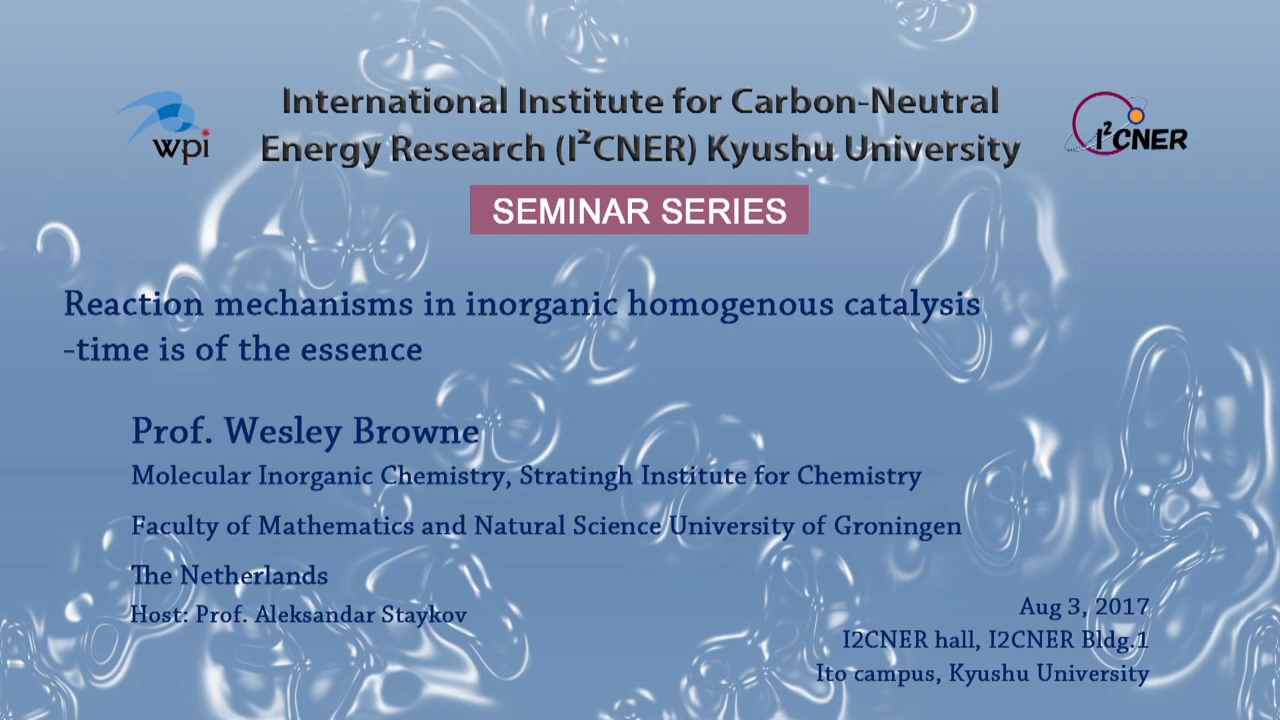 wpi
International Institute for Carbon-Neutral
Energy Research (I²CNER) Kyushu University
I²CNER
SEMINAR SERIES
Reaction mechanisms in inorganic homogenous catalysis
-time is of the essence
Prof. Wesley Browne
Molecular Inorganic Chemistry, Stratingh Institute for Chemistry
Faculty of Mathematics and Natural Science University of Groningen
The Netherlands
Host: Prof. Aleksandar Staykov
Aug 3, 2017
I2CNER hall, I2CNER Bldg.1
Ito campus, Kyushu University